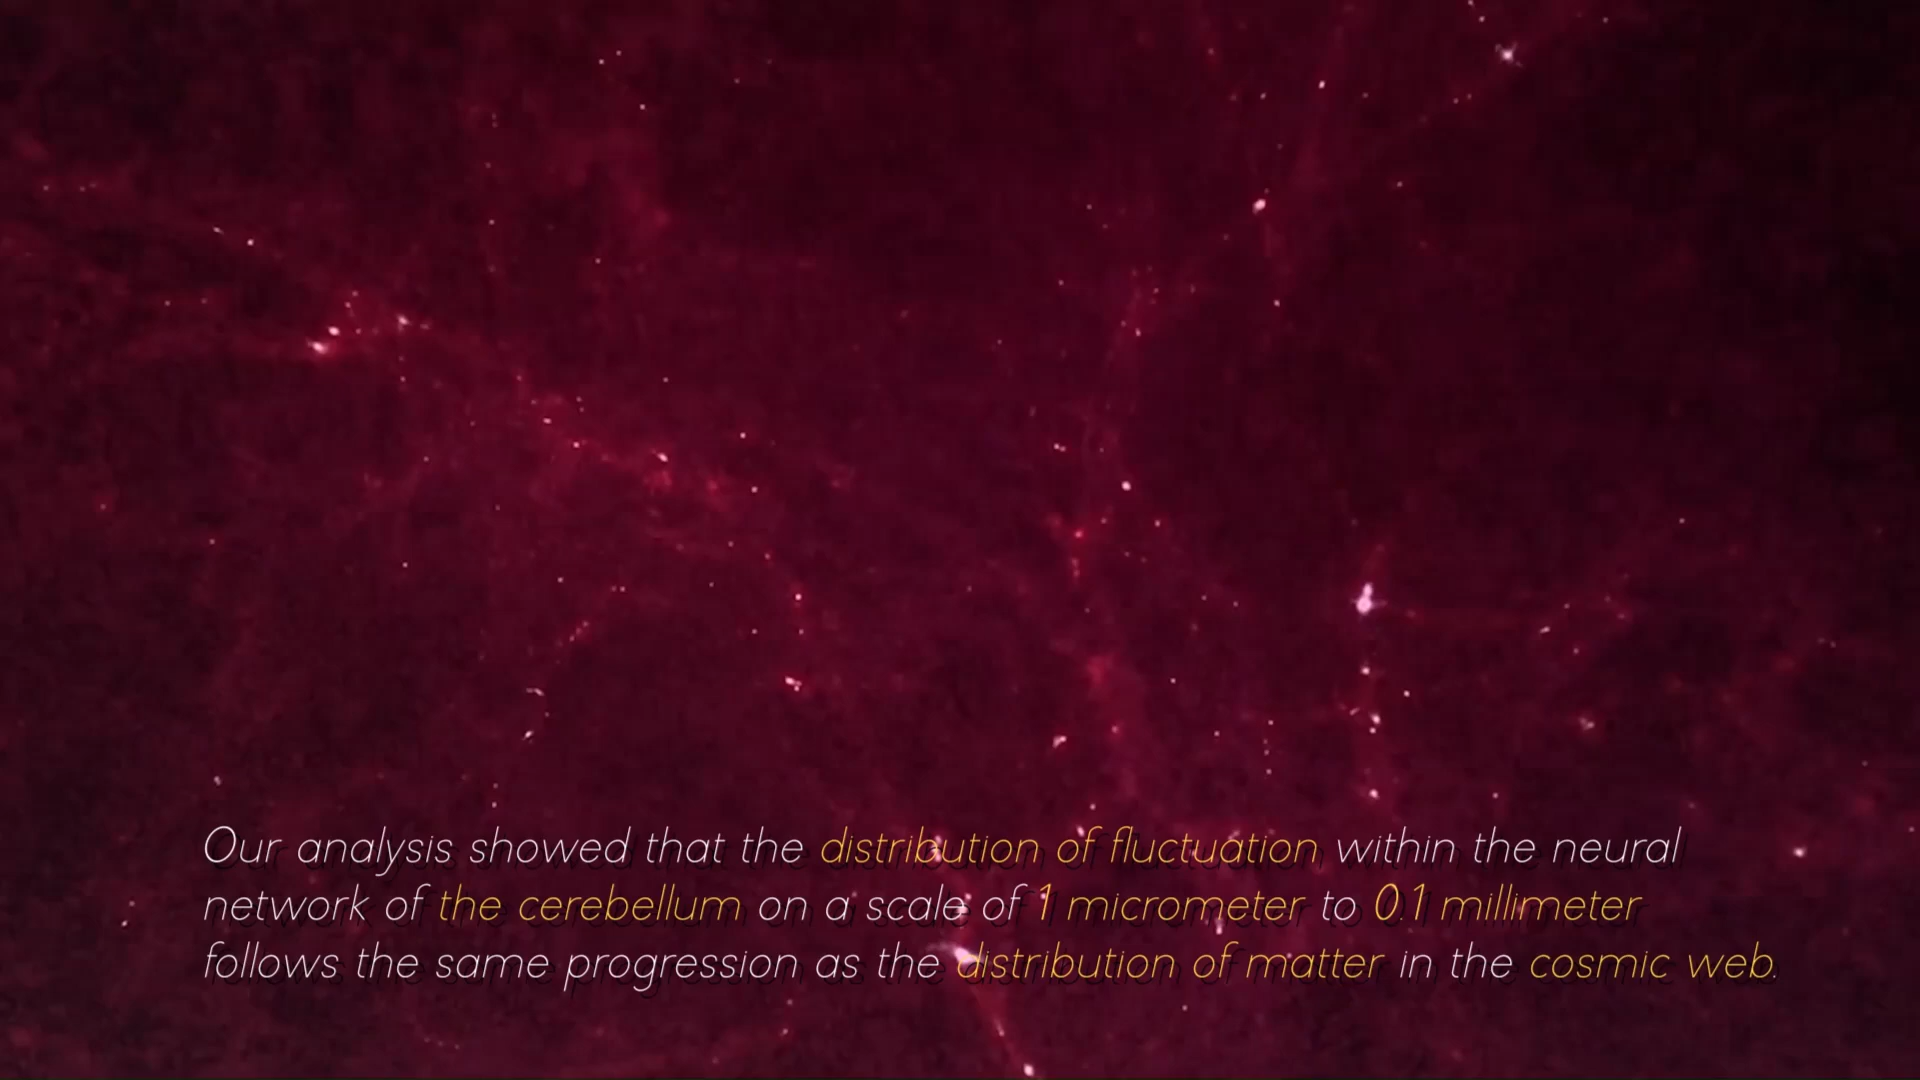 Our analysis showed that the distribution of fluctuation within the neural
network of the cerebellum on a scale of 1 micrometer to 0.1 millimeter
follows the same progression as the distribution of matter in the cosmic web.